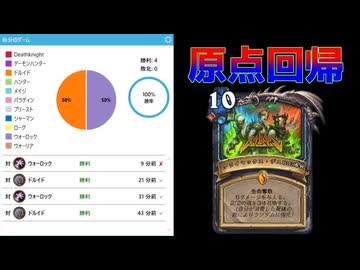 自分のゲーム
Deathknight
デーモンハンター
ドルイド
ハンター
メイジ
パラディン
プリースト
シャーマン
ローグ
ウォーロック
ウォーリア
50%
50%
勝利: 4
敗北: 0
100%
勝率
対 ウォーロック 勝利 9 分前 ✗
対 ドルイド 勝利 21 分前 ✓
対 ウォーロック 勝利 31 分前 ✓
対 ドルイド 勝利 43 分前 ✓
原点回帰
10
生命奪取